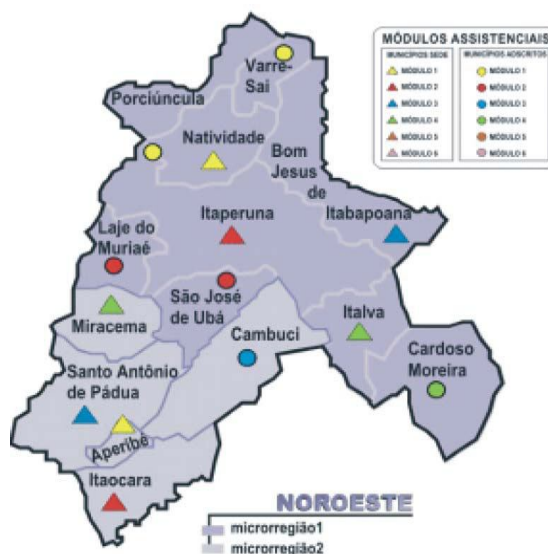 MÓDULOS ASSISTENCIAIS
MUNICÍPIOS SEDE
MÓDULO 1
MÓDULO 2
MÓDULO 3
MÓDULO 4
MÓDULO 5
MÓDULO 6
MUNICÍPIOS ADSCRITOS
MÓDULO 1
MÓDULO 2
MÓDULO 3
MÓDULO 4
MÓDULO 5
MÓDULO 6
Varre-
Sai
Porciúncula
Natividade
Bom
Jesus
de
Itabapoana
Itaperuna
Laje do
Muriaé
São José
de Ubá
Miracema
Italva
Cambuci
Cardoso
Moreira
Santo Antônio
de Pádua
Aperibé
Itaocara
NOROESTE
microrregião1
microrregião2